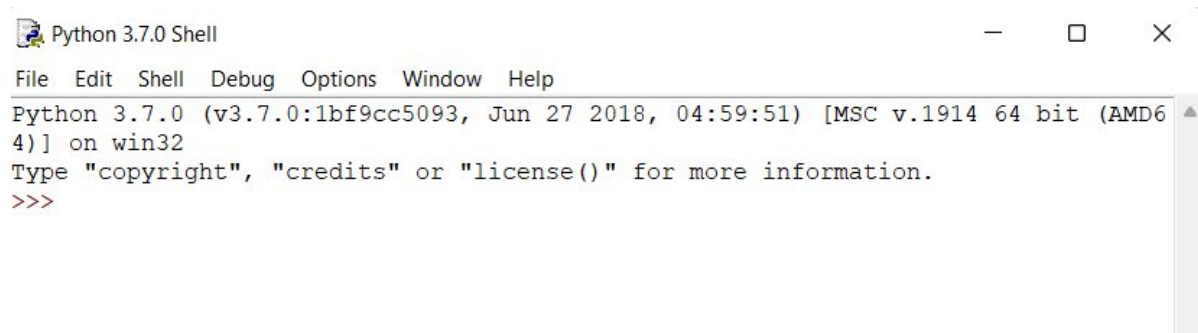 Python 3.7.0 Shell
File Edit Shell Debug Options Window Help
Python 3.7.0 (v3.7.0:1bf9cc5093, Jun 27 2018, 04:59:51) [MSC v.1914 64 bit (AMD6
4)] on win32
Type "copyright", "credits" or "license()" for more information.
>>>